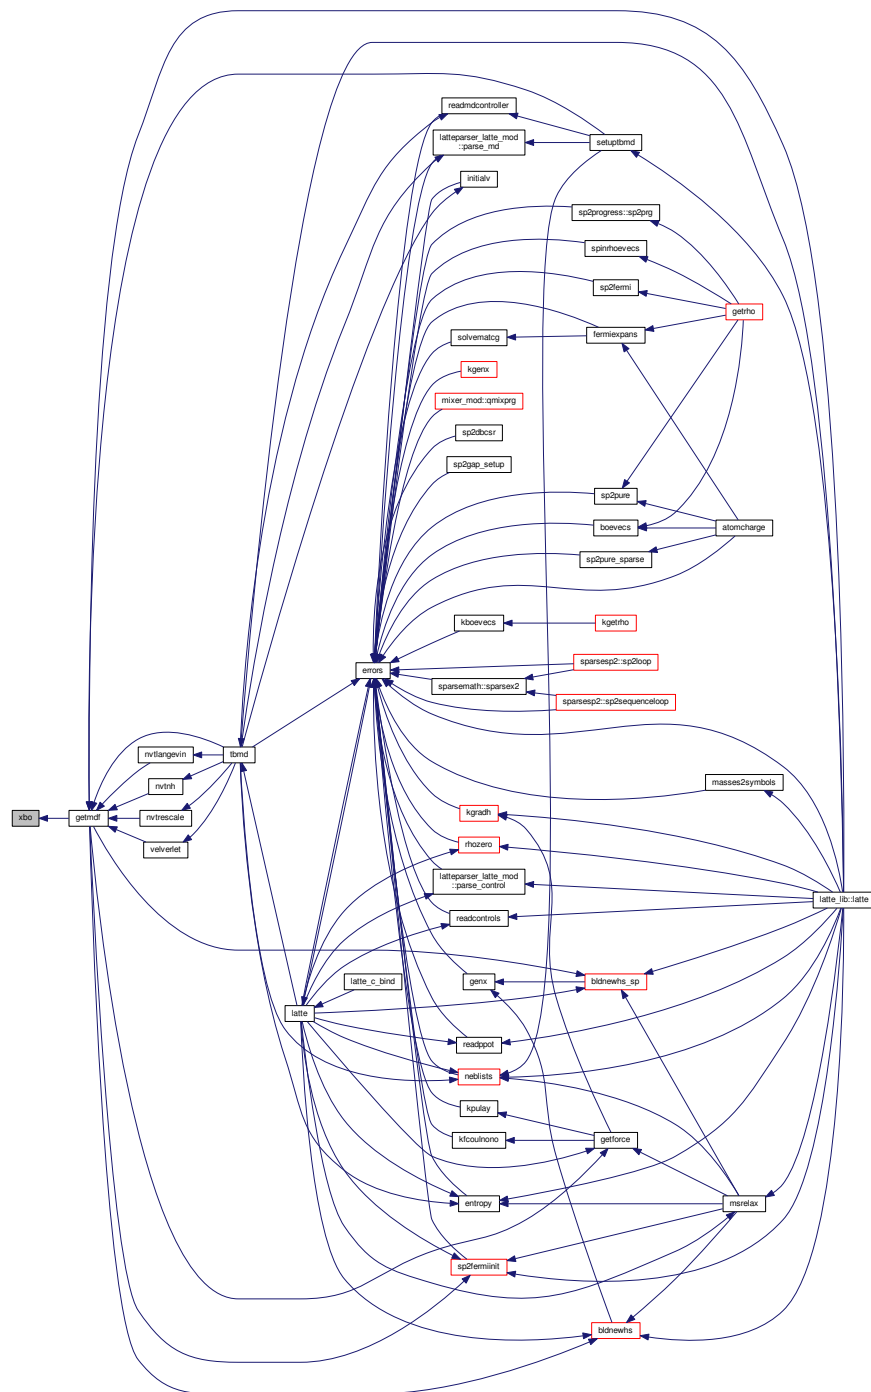 readmdcontroller
latteparser_latte_mod
::parse_md
setuptbmd
initialv
sp2progress::sp2prg
spinrhoevecs
sp2fermi
getrho
fermiexpans
solvematcg
kgenx
mixer_mod::qmixprg
sp2dbcsr
sp2gap_setup
sp2pure
boevecs
atomcharge
sp2pure_sparse
kboevecs
kgetrho
errors
sparsesp2::sp2loop
sparsemath::sparsex2
sparsesp2::sp2sequenceloop
nvtlangevin
tbmd
masses2symbols
nvtnh
xbo
getmdf
nvtrescale
kgradh
velverlet
rhozero
latteparser_latte_mod
::parse_control
latte_lib::latte
readcontrols
latte_c_bind
genx
bldnewhs_sp
latte
readppot
neblists
kpulay
kfcoulnono
getforce
entropy
msrelax
sp2fermiinit
bldnewhs